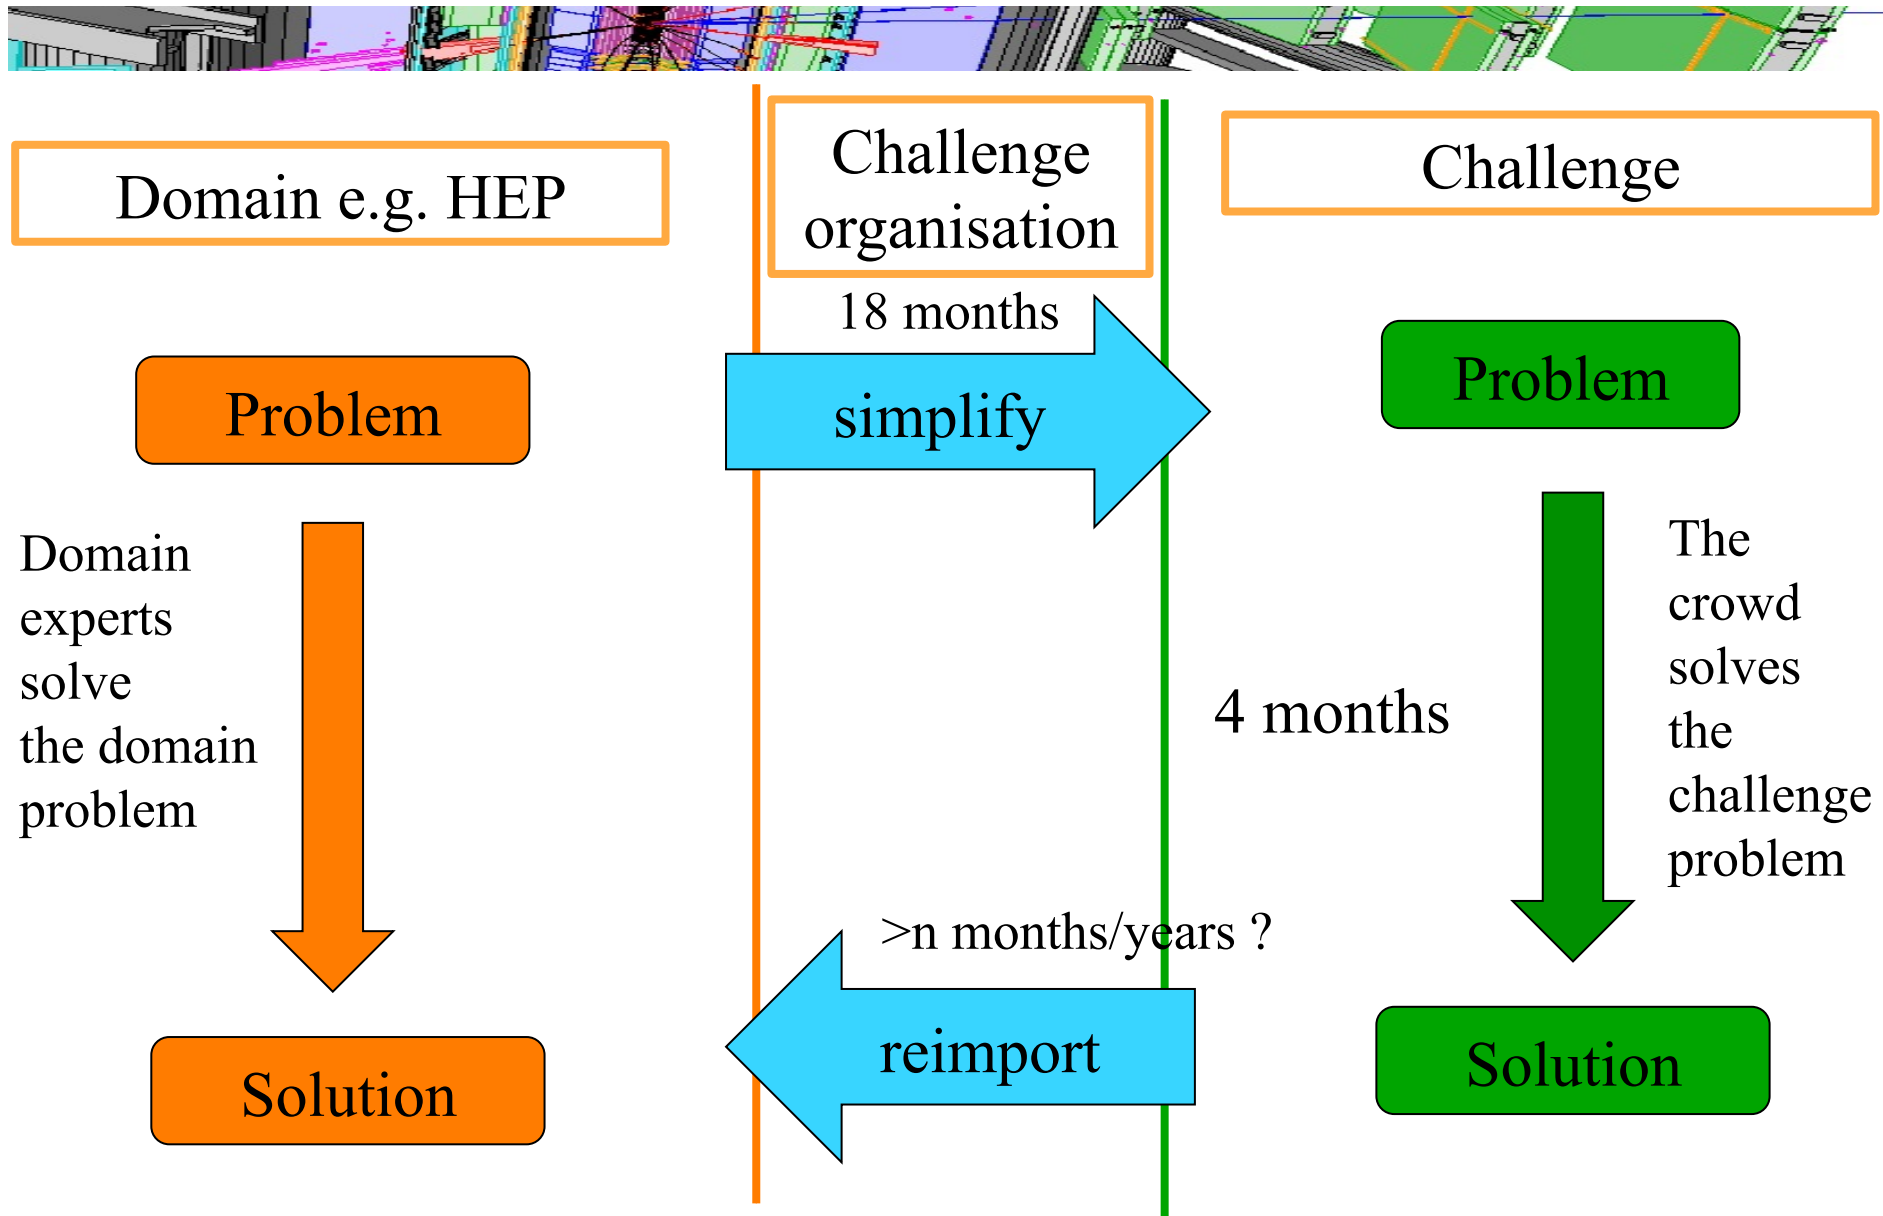 Domain e.g. HEP
Challenge
organisation
Challenge
18 months
Problem
simplify
Problem
Domain
experts
solve
the domain
problem
4 months
The
crowd
solves
the
challenge
problem
>n months/years ?
reimport
Solution
Solution